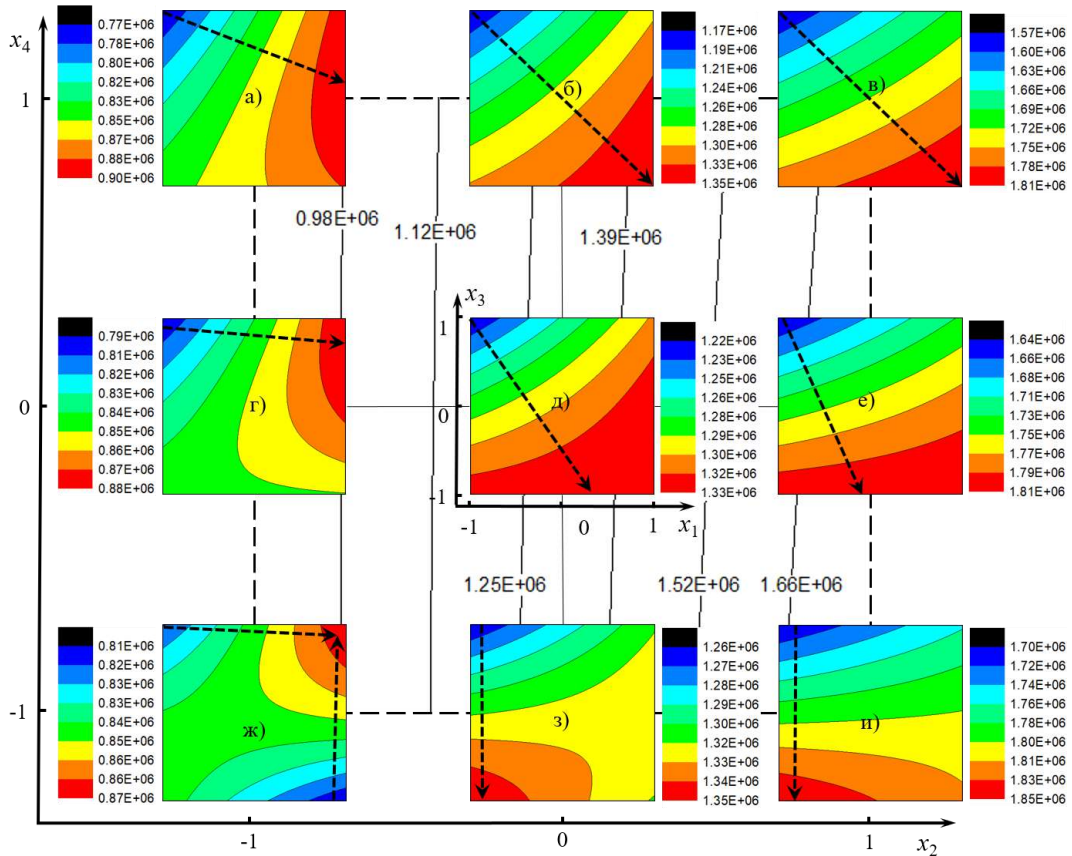 x4
0.77E+06
0.78E+06
0.80E+06
0.82E+06
0.83E+06
0.85E+06
0.87E+06
0.88E+06
0.90E+06
а)
1.17E+06
1.19E+06
1.21E+06
1.24E+06
1.26E+06
1.28E+06
1.30E+06
1.33E+06
1.35E+06
б)
1.57E+06
1.60E+06
1.63E+06
1.66E+06
1.69E+06
1.72E+06
1.75E+06
1.78E+06
1.81E+06
в)
1
0.98E+06
1.12E+06
1.39E+06
0.79E+06
0.81E+06
0.82E+06
0.83E+06
0.84E+06
0.85E+06
0.86E+06
0.87E+06
0.88E+06
г)
x3
1
0
-1
-1
0
1
x1
д)
1.22E+06
1.23E+06
1.25E+06
1.26E+06
1.28E+06
1.29E+06
1.30E+06
1.32E+06
1.33E+06
е)
1.64E+06
1.66E+06
1.68E+06
1.71E+06
1.73E+06
1.75E+06
1.77E+06
1.79E+06
1.81E+06
0
1.25E+06
1.52E+06
1.66E+06
0.81E+06
0.82E+06
0.83E+06
0.84E+06
0.85E+06
0.86E+06
0.87E+06
ж)
1.26E+06
1.27E+06
1.28E+06
1.29E+06
1.30E+06
1.32E+06
1.33E+06
1.34E+06
1.35E+06
з)
1.70E+06
1.72E+06
1.74E+06
1.76E+06
1.78E+06
1.80E+06
1.81E+06
1.83E+06
1.85E+06
и)
-1
-1
0
1
x2